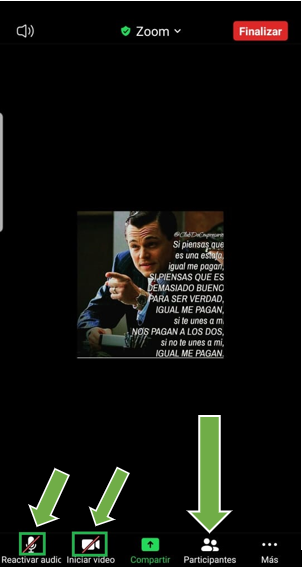 Zoom
Finalizar
@ClubDeCampeones
Si piensas que
es una estafa,
igual me pagan,
SI PIENSAS QUE ES
DEMASIADO BUENO
PARA SER VERDAD,
IGUAL ME PAGAN,
si te unes a mi,
NOS PAGAN A LOS DOS,
si no te unes a mi,
IGUAL ME PAGAN.
Reactivar audio Iniciar video Compartir Participantes Más